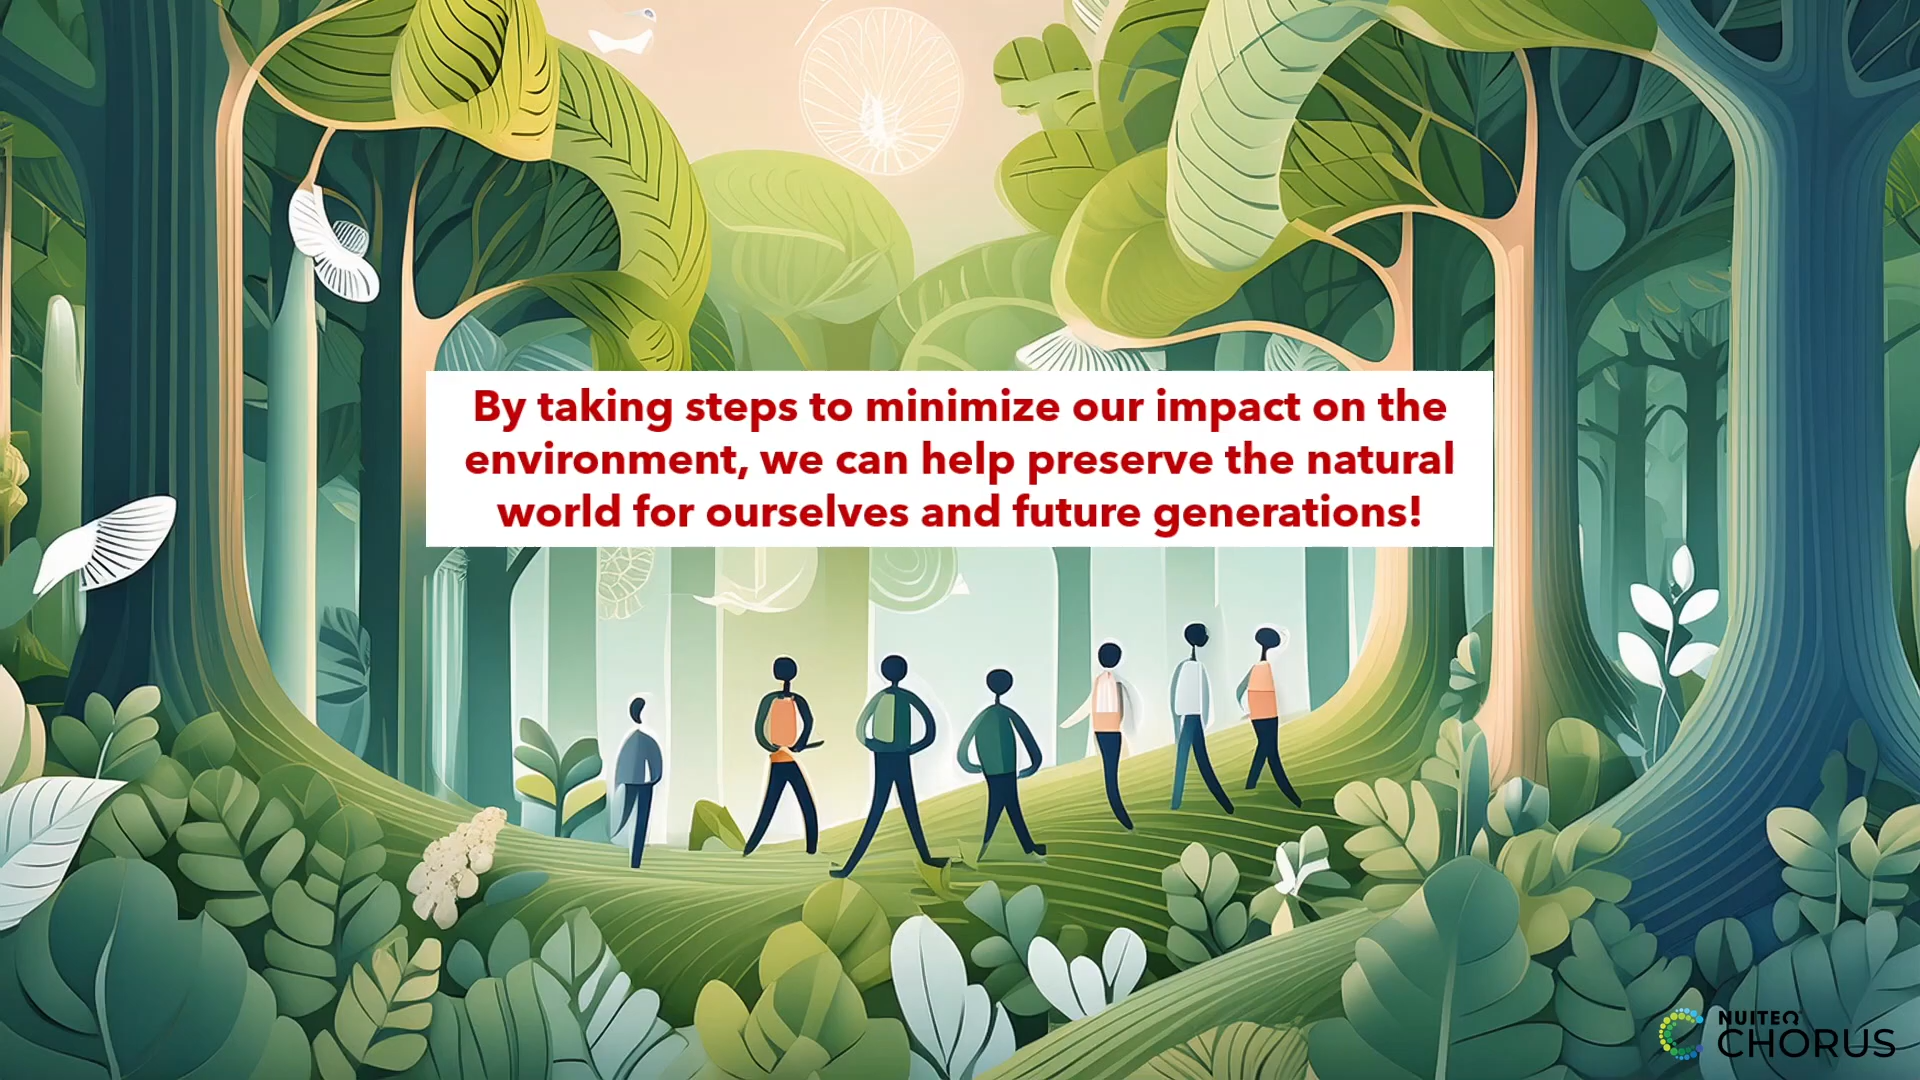 By taking steps to minimize our impact on the
environment, we can help preserve the natural
world for ourselves and future generations!
NUITEQ
CHORUS